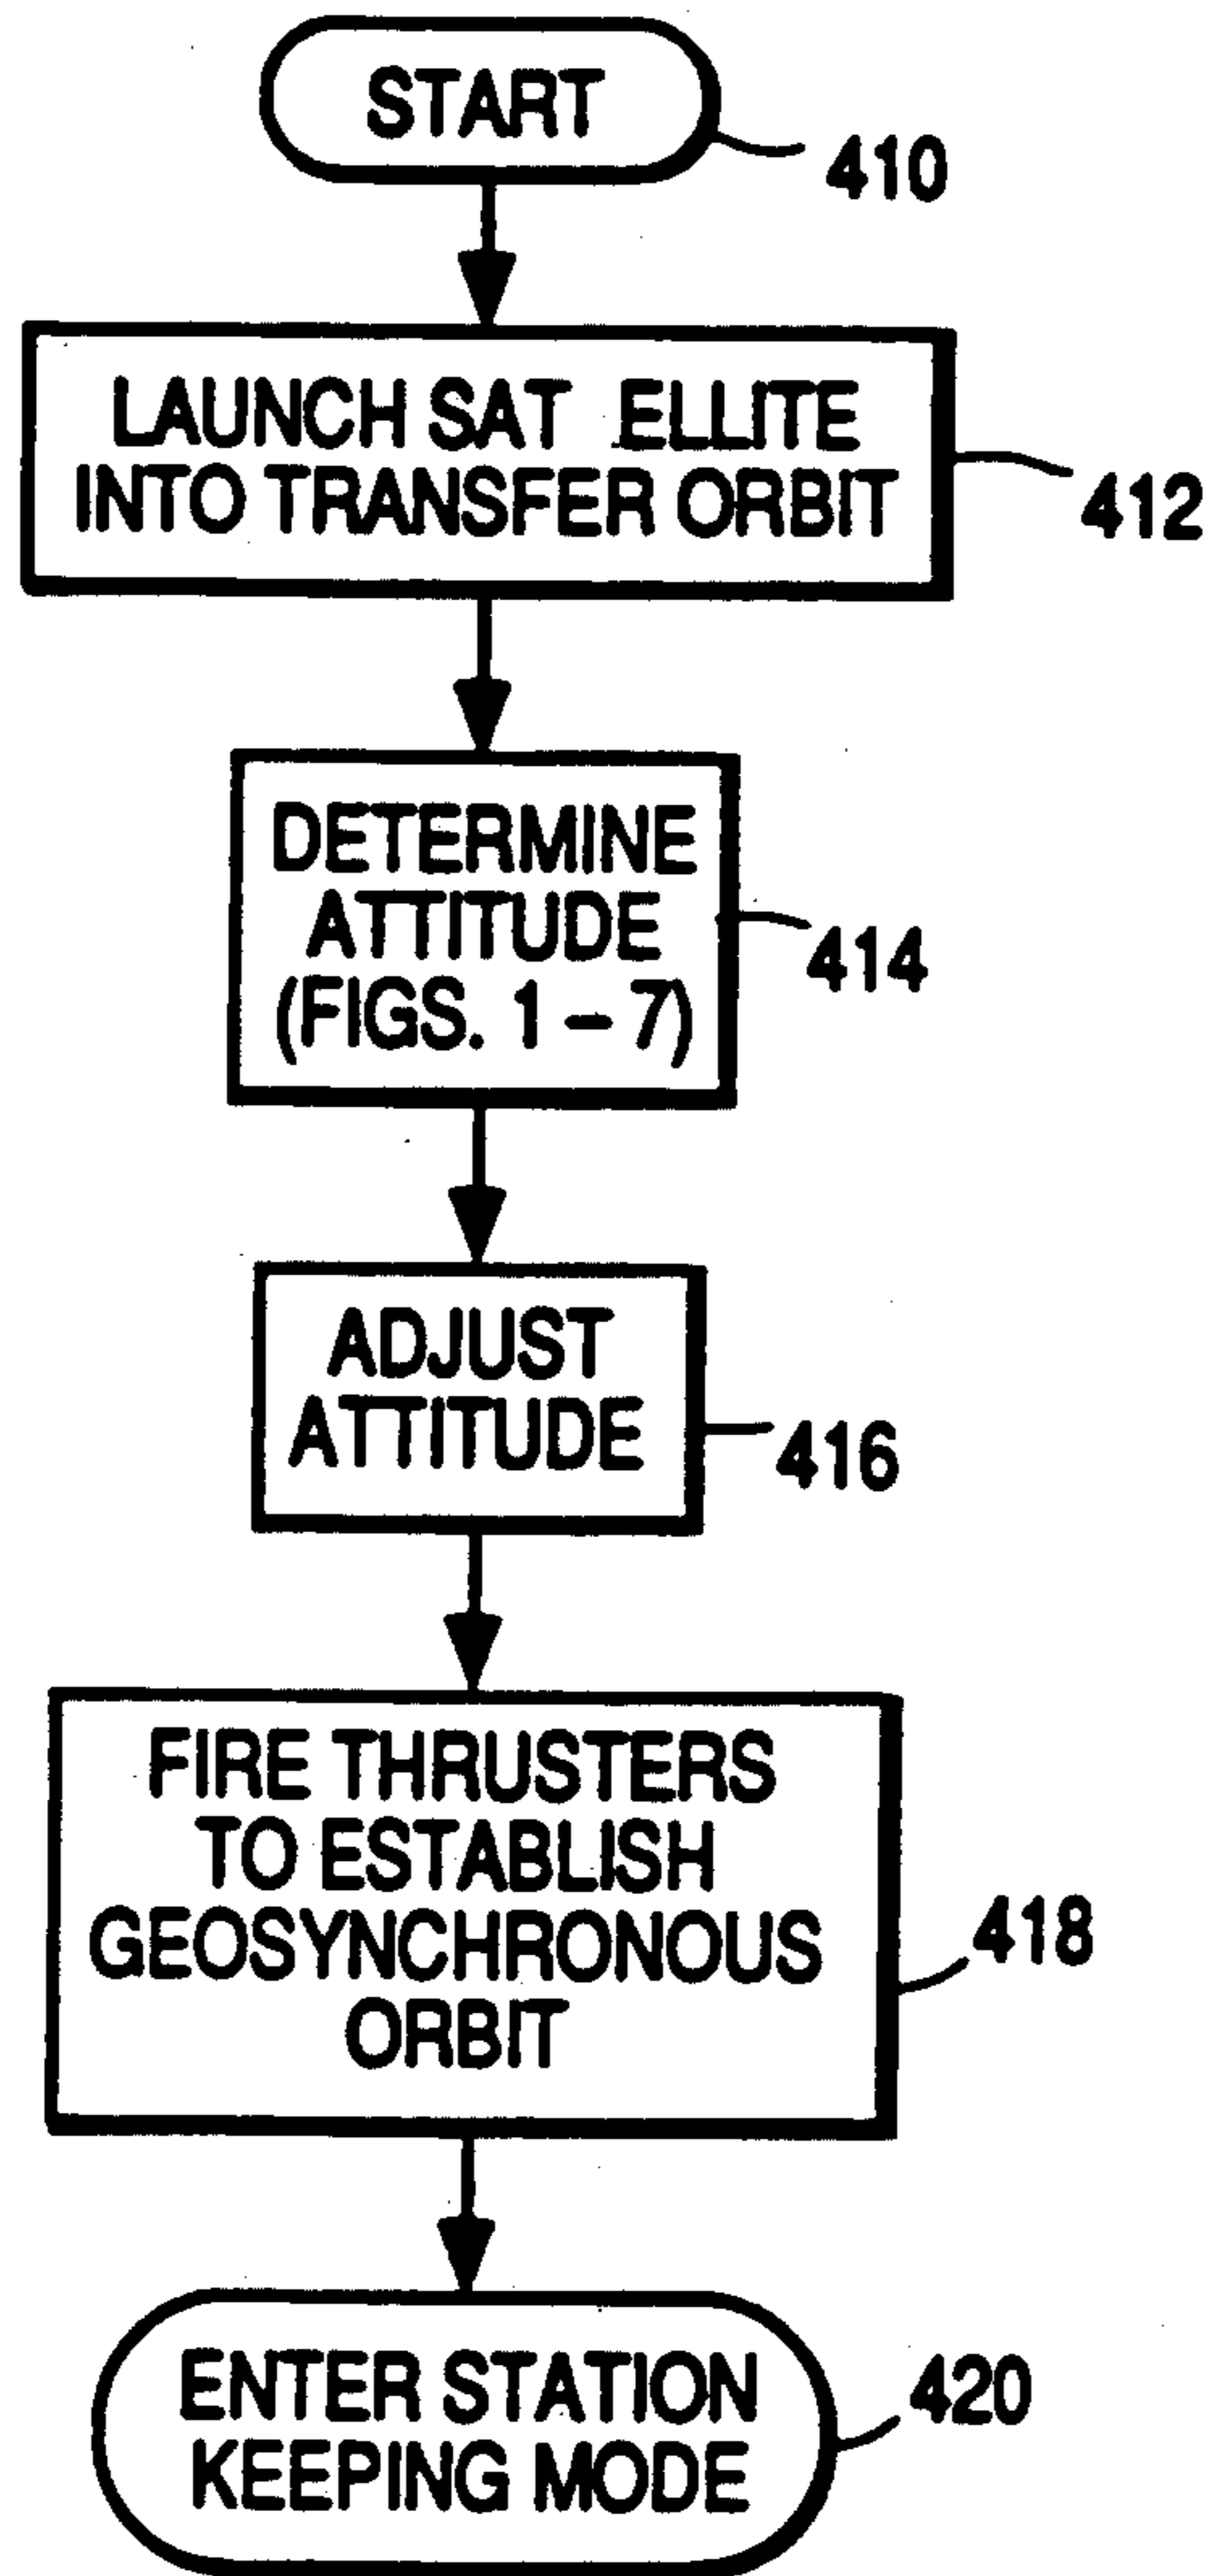 START
410
LAUNCH SAT ELLITE
INTO TRANSFER ORBIT
412
DETERMINE
ATTITUDE
(FIGS. 1 – 7)
414
ADJUST
ATTITUDE
416
FIRE THRUSTERS
TO ESTABLISH
GEOSYNCHRONOUS
ORBIT
418
ENTER STATION
KEEPING MODE
420